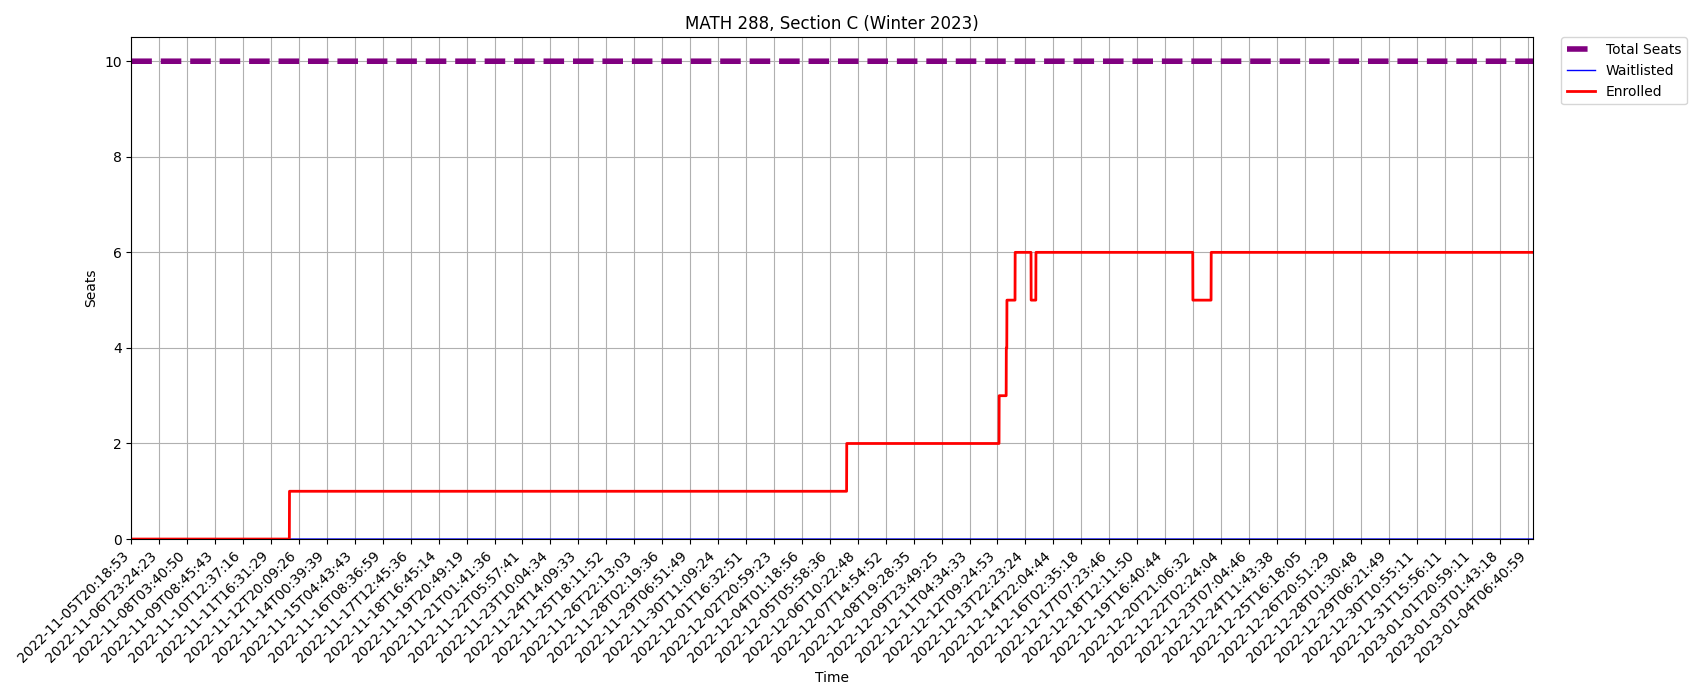 MATH 288, Section C (Winter 2023)
Total Seats
Waitlisted
Enrolled
10
8
6
4
2
0
Seats
2022-11-05T20:18:53
2022-11-06T23:24:23
2022-11-08T03:40:50
2022-11-09T08:45:43
2022-11-10T12:37:16
2022-11-11T16:31:29
2022-11-12T20:09:26
2022-11-14T00:39:39
2022-11-15T04:43:43
2022-11-16T08:36:59
2022-11-17T12:45:36
2022-11-18T16:45:14
2022-11-19T20:49:19
2022-11-21T01:41:36
2022-11-22T05:57:41
2022-11-23T10:04:34
2022-11-24T14:09:33
2022-11-25T18:11:52
2022-11-26T22:13:03
2022-11-28T02:19:36
2022-11-29T06:51:49
2022-11-30T11:09:24
2022-12-01T16:32:51
2022-12-02T20:59:23
2022-12-04T01:18:56
2022-12-05T05:58:36
2022-12-06T10:22:48
2022-12-07T14:54:52
2022-12-08T19:28:35
2022-12-09T23:49:25
2022-12-11T04:34:33
2022-12-12T09:24:53
2022-12-13T22:23:24
2022-12-14T22:04:44
2022-12-16T02:35:18
2022-12-17T07:23:46
2022-12-18T12:11:50
2022-12-19T16:40:44
2022-12-20T21:06:32
2022-12-22T02:24:04
2022-12-23T07:04:46
2022-12-24T11:43:38
2022-12-25T16:18:05
2022-12-26T20:51:29
2022-12-28T01:30:48
2022-12-29T06:21:49
2022-12-30T10:55:11
2022-12-31T15:56:11
2023-01-01T20:59:11
2023-01-03T01:43:18
2023-01-04T06:40:59
Time